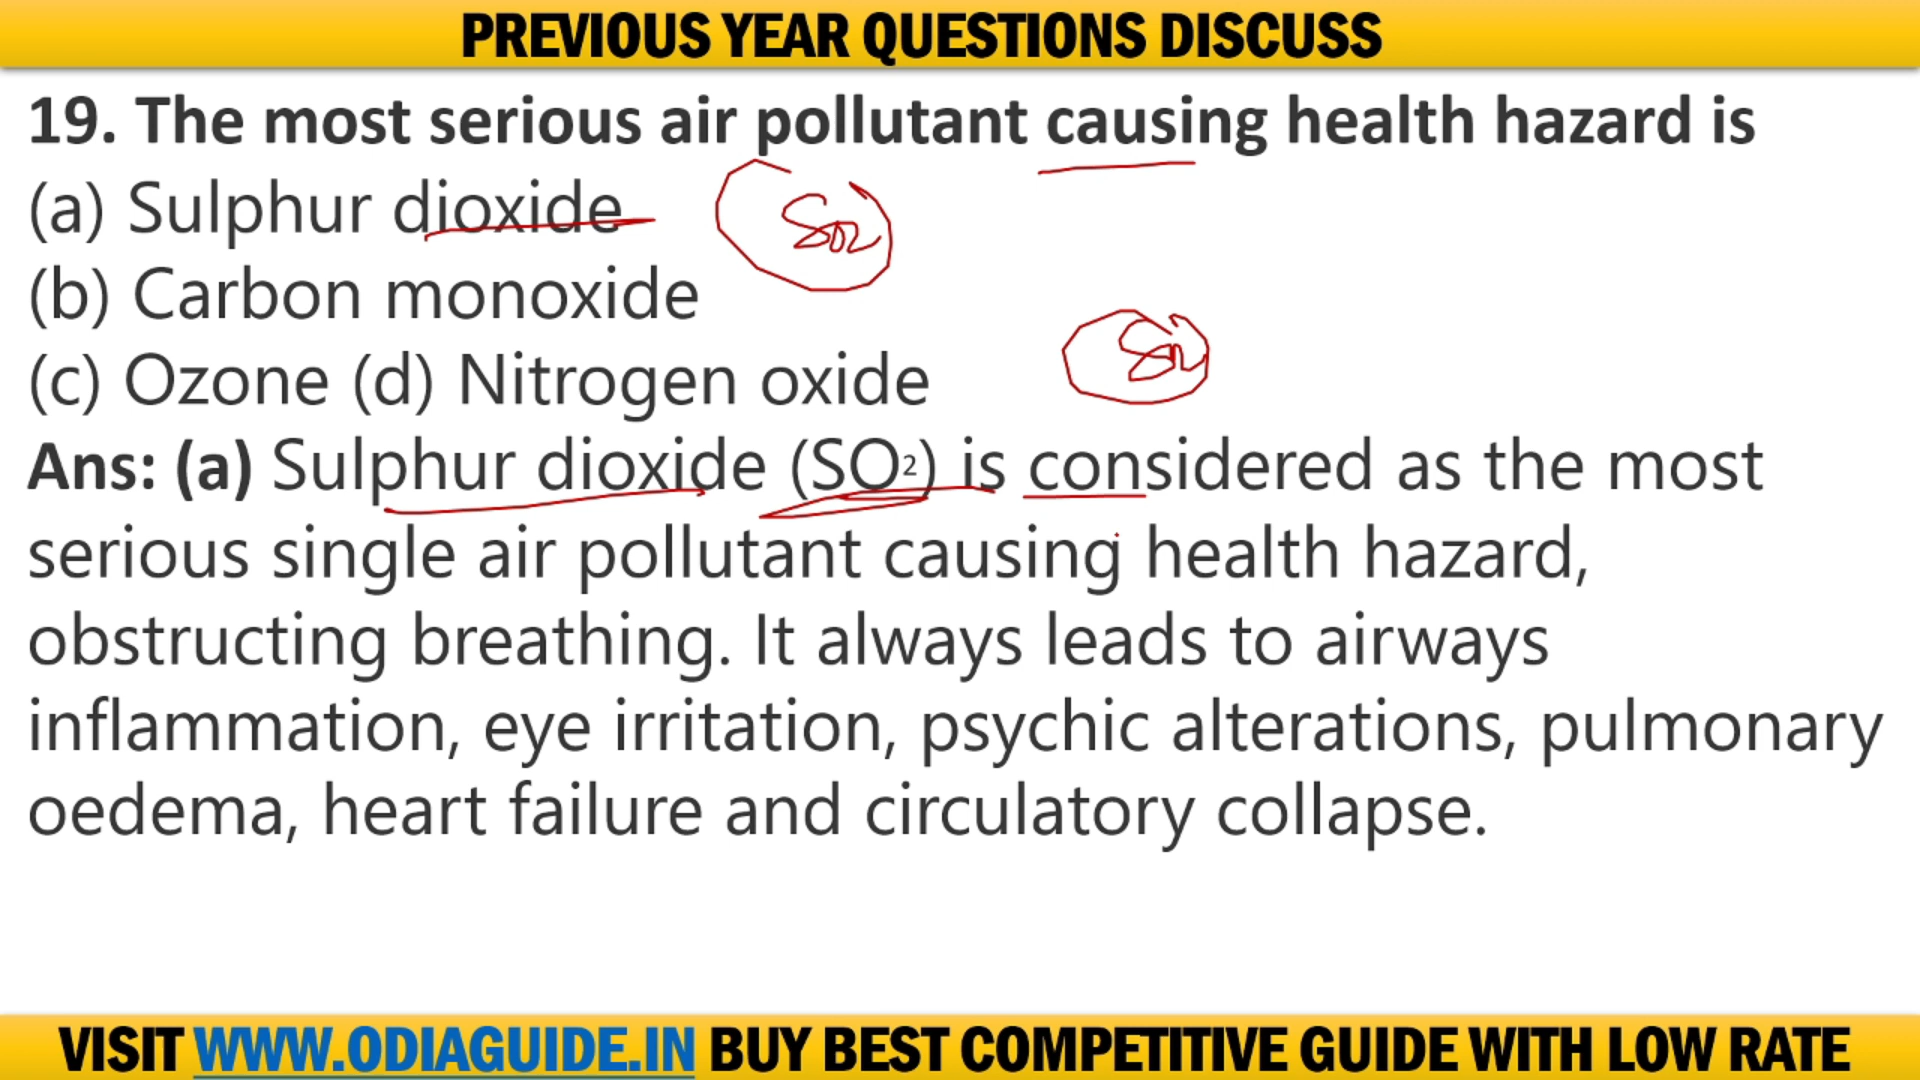 PREVIOUS YEAR QUESTIONS DISCUSS
19. The most serious air pollutant causing health hazard is
(a) Sulphur dioxide
SO2
(b) Carbon monoxide
(c) Ozone (d) Nitrogen oxide
Ans: (a) Sulphur dioxide (SO2) is considered as the most
serious single air pollutant causing health hazard,
obstructing breathing. It always leads to airways
inflammation, eye irritation, psychic alterations, pulmonary
oedema, heart failure and circulatory collapse.
VISIT WWW.ODIAGUIDE.IN BUY BEST COMPETITIVE GUIDE WITH LOW RATE